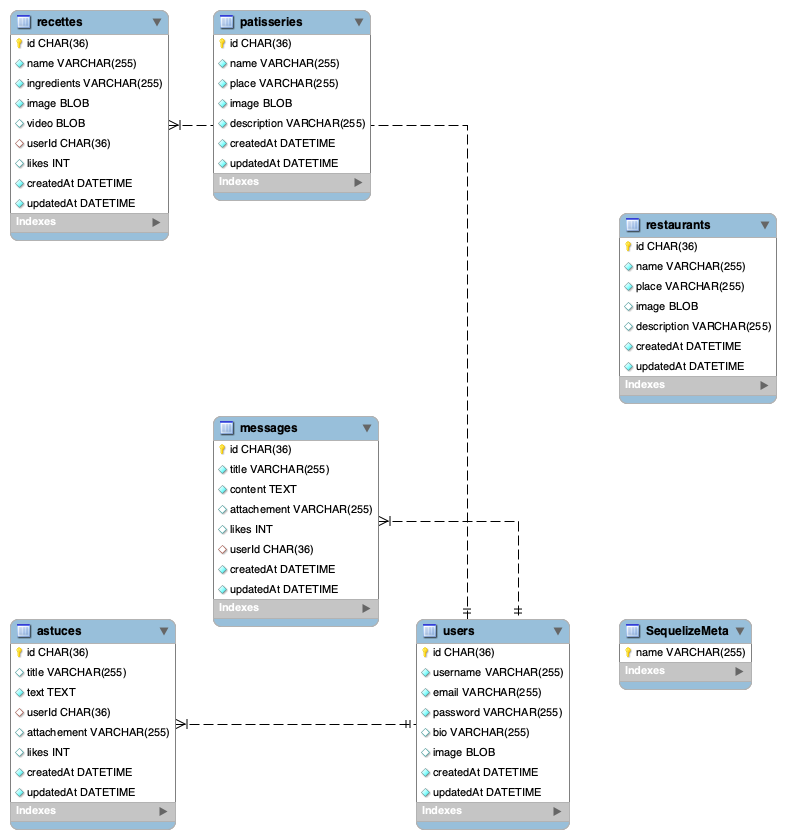 recettes
id CHAR(36)
name VARCHAR(255)
ingredients VARCHAR(255)
image BLOB
video BLOB
userId CHAR(36)
likes INT
createdAt DATETIME
updatedAt DATETIME
Indexes
patisseries
id CHAR(36)
name VARCHAR(255)
place VARCHAR(255)
image BLOB
description VARCHAR(255)
createdAt DATETIME
updatedAt DATETIME
Indexes
restaurants
id CHAR(36)
name VARCHAR(255)
place VARCHAR(255)
image BLOB
description VARCHAR(255)
createdAt DATETIME
updatedAt DATETIME
Indexes
messages
id CHAR(36)
title VARCHAR(255)
content TEXT
attachement VARCHAR(255)
likes INT
userId CHAR(36)
createdAt DATETIME
updatedAt DATETIME
Indexes
astuces
id CHAR(36)
title VARCHAR(255)
text TEXT
userId CHAR(36)
attachement VARCHAR(255)
likes INT
createdAt DATETIME
updatedAt DATETIME
Indexes
users
id CHAR(36)
username VARCHAR(255)
email VARCHAR(255)
password VARCHAR(255)
bio VARCHAR(255)
image BLOB
createdAt DATETIME
updatedAt DATETIME
Indexes
SequelizeMeta
name VARCHAR(255)
Indexes